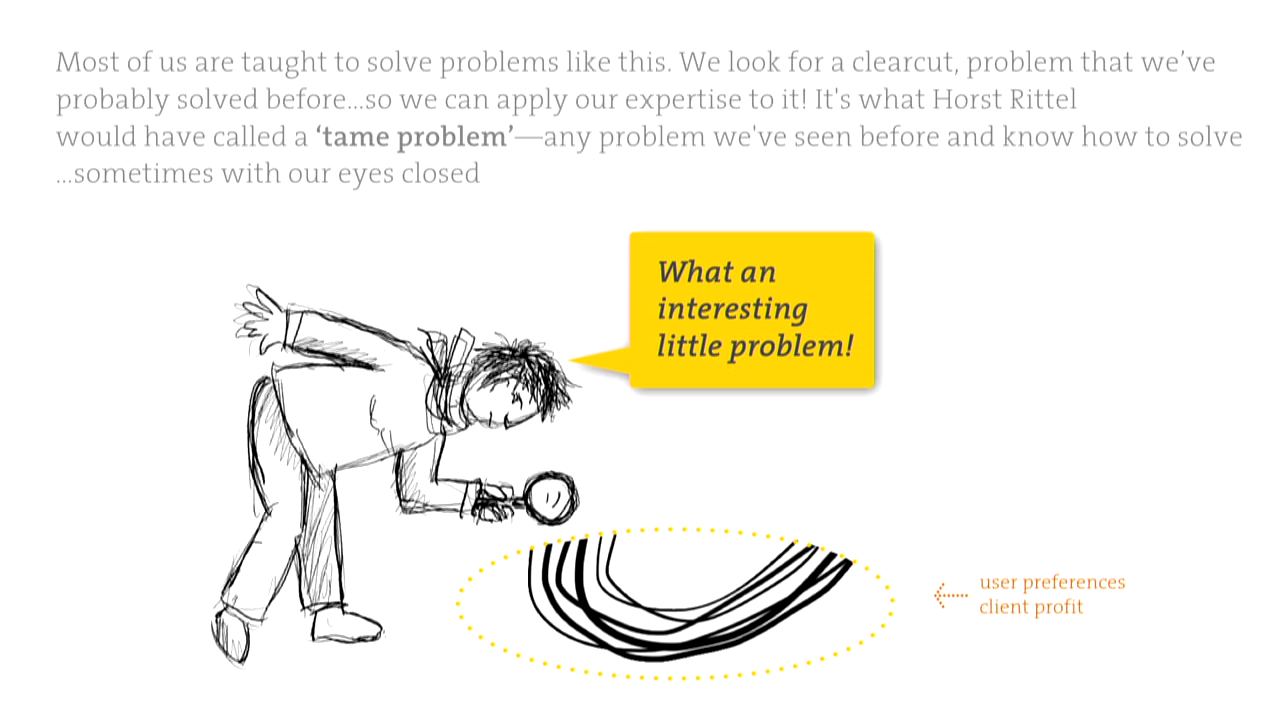 Most of us are taught to solve problems like this. We look for a clearcut, problem that we’ve
probably solved before...so we can apply our expertise to it! It's what Horst Rittel
would have called a ‘tame problem’—any problem we've seen before and know how to solve
...sometimes with our eyes closed
What an
interesting
little problem!
user preferences
client profit